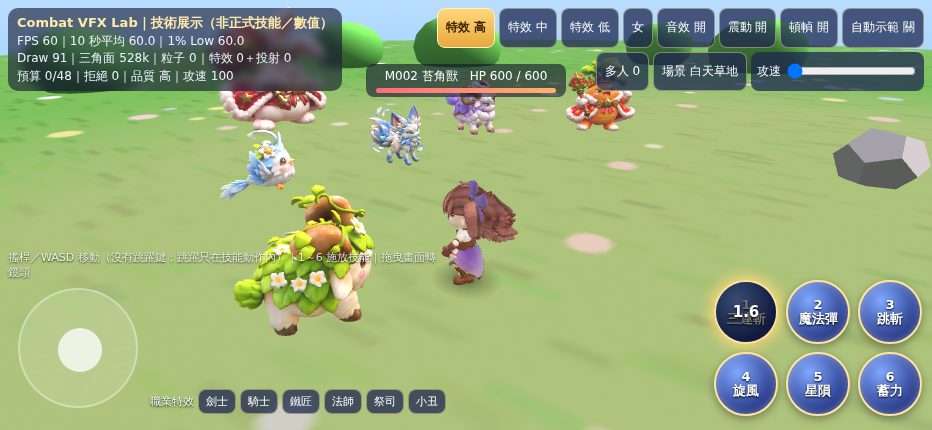 Combat VFX Lab｜技術展示（非正式技能／數值）
FPS 60｜10 秒平均 60.0｜1% Low 60.0
Draw 91｜三角面 528k｜粒子 0｜特效 0＋投射 0
預算 0/48｜拒絕 0｜品質 高｜攻速 100
特效 高
特效 中
特效 低
女
音效 開
震動 開
頓幀 開
自動示範 關
M002 苔角獸 HP 600 / 600
多人 0
場景 白天草地
攻速
搖桿／WASD 移動（沒有跳躍鍵；跳躍只在技能動作內）｜1～6 施放技能｜拖曳畫面轉
鏡頭
1
1.6
三連斬
2
魔法彈
3
跳斬
4
旋風
5
星隕
6
蓄力
職業特效
劍士
騎士
鐵匠
法師
祭司
小丑